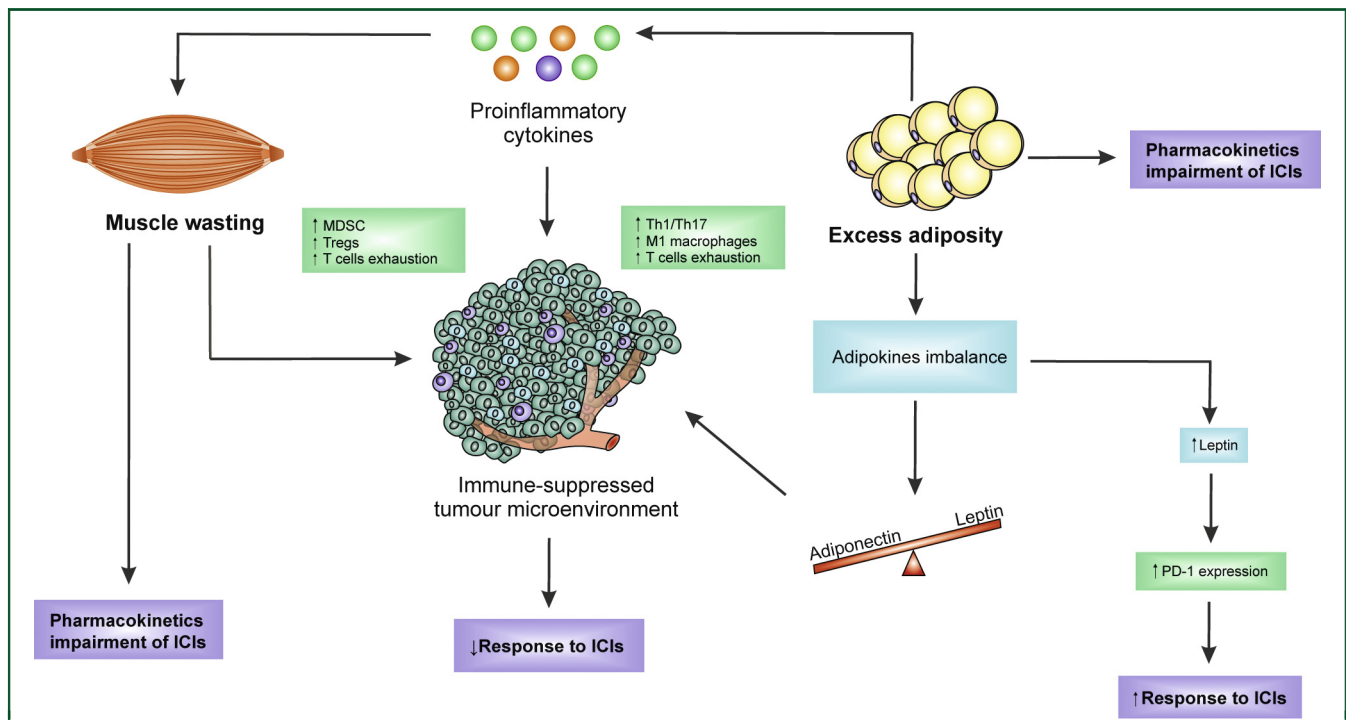 Proinflammatory
cytokines
Pharmacokinetics
impairment of ICIs
Muscle wasting
↑ MDSC
↑ Tregs
↑ T cells exhaustion
↑ Th1/Th17
↑ M1 macrophages
↑ T cells exhaustion
Excess adiposity
Adipokines imbalance
↑ Leptin
Immune-suppressed
tumour microenvironment
Adiponectin
Leptin
↑ PD-1 expression
Pharmacokinetics
impairment of ICIs
↓Response to ICIs
↑Response to ICIs